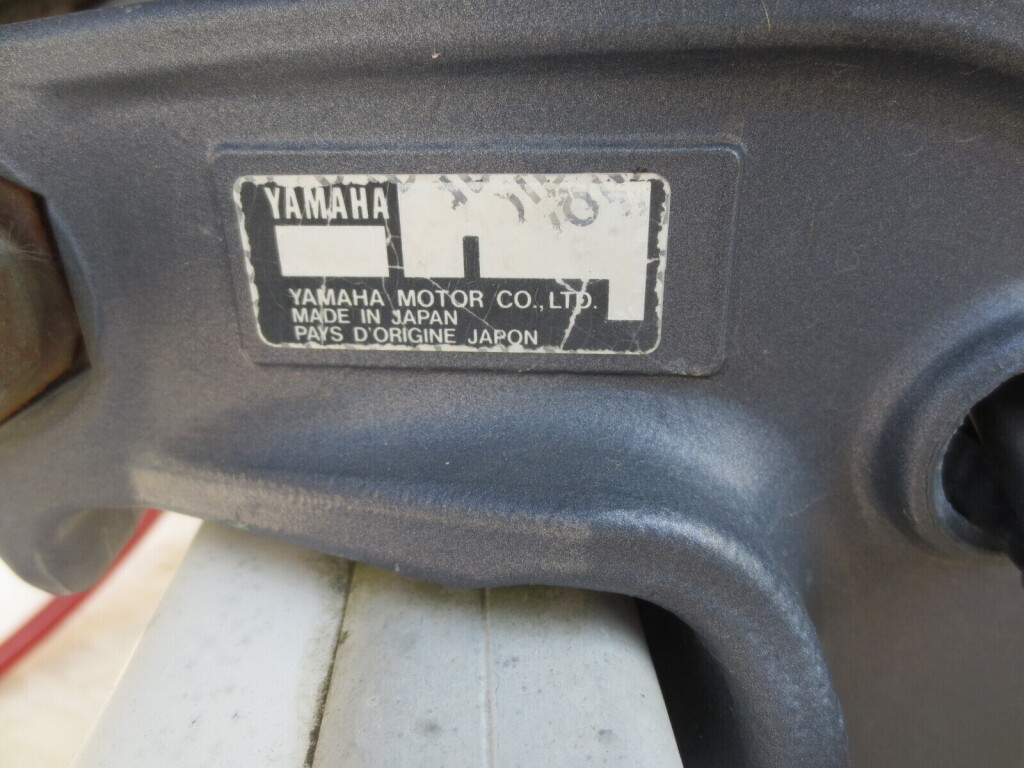 YAMAHA
YAMAHA MOTOR CO., LTD.
MADE IN JAPAN
PAYS D'ORIGINE JAPON